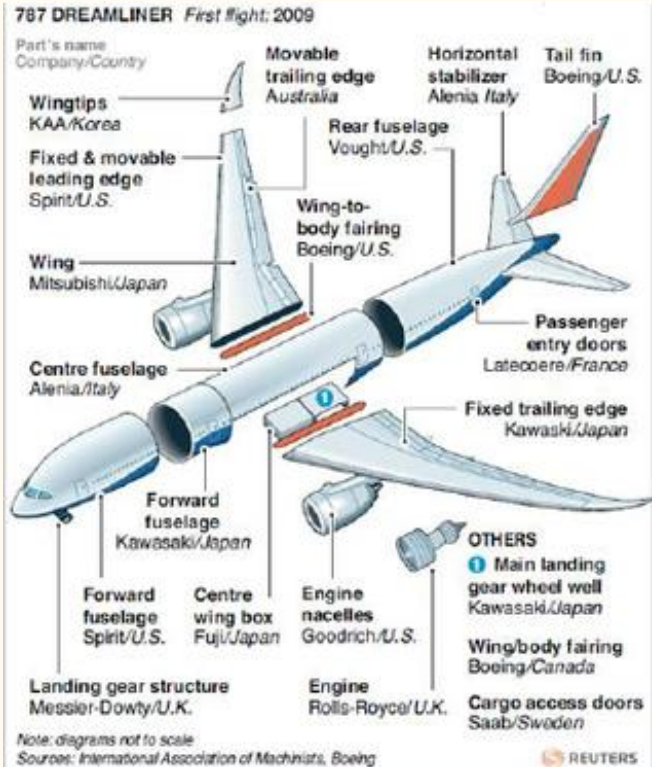 787 DREAMLINER First flight: 2009
Part's name
Company/Country
Wingtips
KAA/Korea
Fixed & movable
leading edge
Spirit/U.S.
Wing
Mitsubishi/Japan
Centre fuselage
Alenia/Italy
Movable
trailing edge
Australia
Horizontal
stabilizer
Alenia Italy
Tail fin
Boeing/U.S.
Rear fuselage
Vought/U.S.
Wing-to-
body fairing
Boeing/U.S.
Passenger
entry doors
Latecoere/France
1
Fixed trailing edge
Kawaski/Japan
Forward
fuselage
Kawasaki/Japan
Forward
fuselage
Spirit/U.S.
Centre
wing box
Fuji/Japan
Engine
nacelles
Goodrich/U.S.
Landing gear structure
Messier-Dowty/U.K.
Engine
Rolls-Royce/U.K.
OTHERS
1 Main landing
gear wheel well
Kawasaki/Japan
Wing/body fairing
Boeing/Canada
Cargo access doors
Saab/Sweden
Note: diagrams not to scale
Sources: International Association of Machinists, Boeing
REUTERS